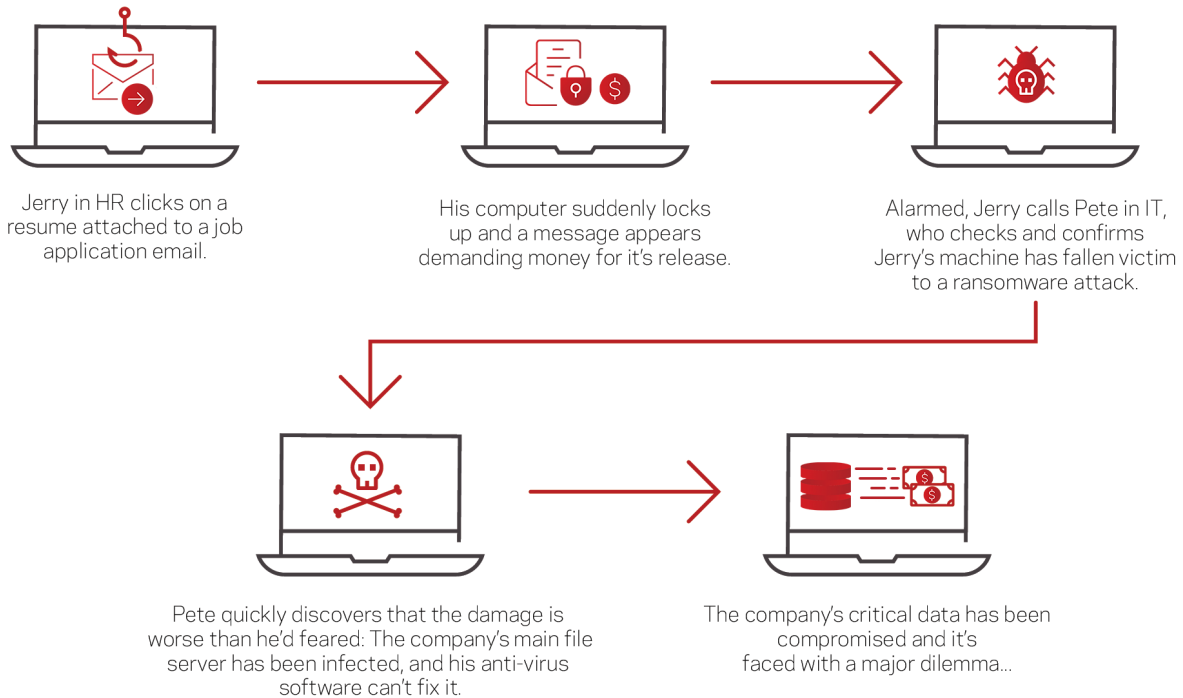 Jerry in HR clicks on a
resume attached to a job
application email.
His computer suddenly locks
up and a message appears
demanding money for it's release.
Alarmed, Jerry calls Pete in IT,
who checks and confirms
Jerry's machine has fallen victim
to a ransomware attack.
Pete quickly discovers that the damage is
worse than he'd feared: The company's main file
server has been infected, and his anti-virus
software can't fix it.
The company's critical data has been
compromised and it's
faced with a major dilemma...